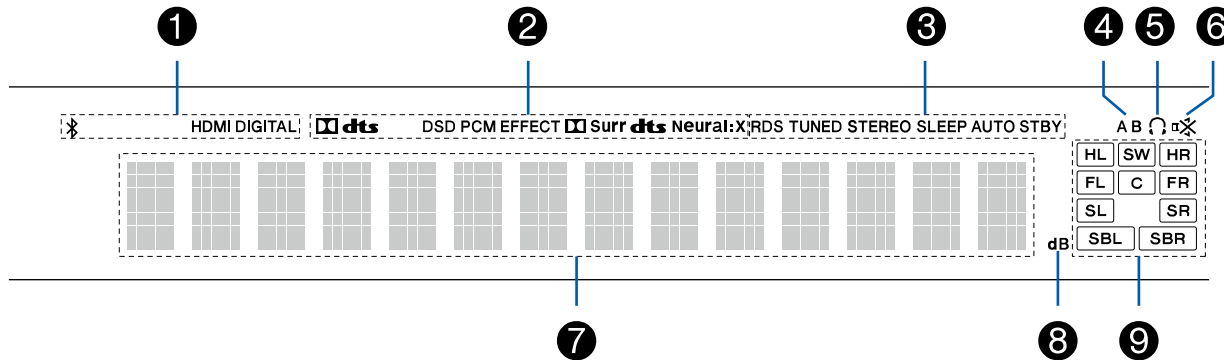 1 2 3 4 5 6
HDMI DIGITAL dts DSD PCM EFFECT Surr dts Neural:X RDS TUNED STEREO SLEEP AUTO STBY A B
HL SW HR
FL C FR
SL SR
dB SBL SBR
7 8 9